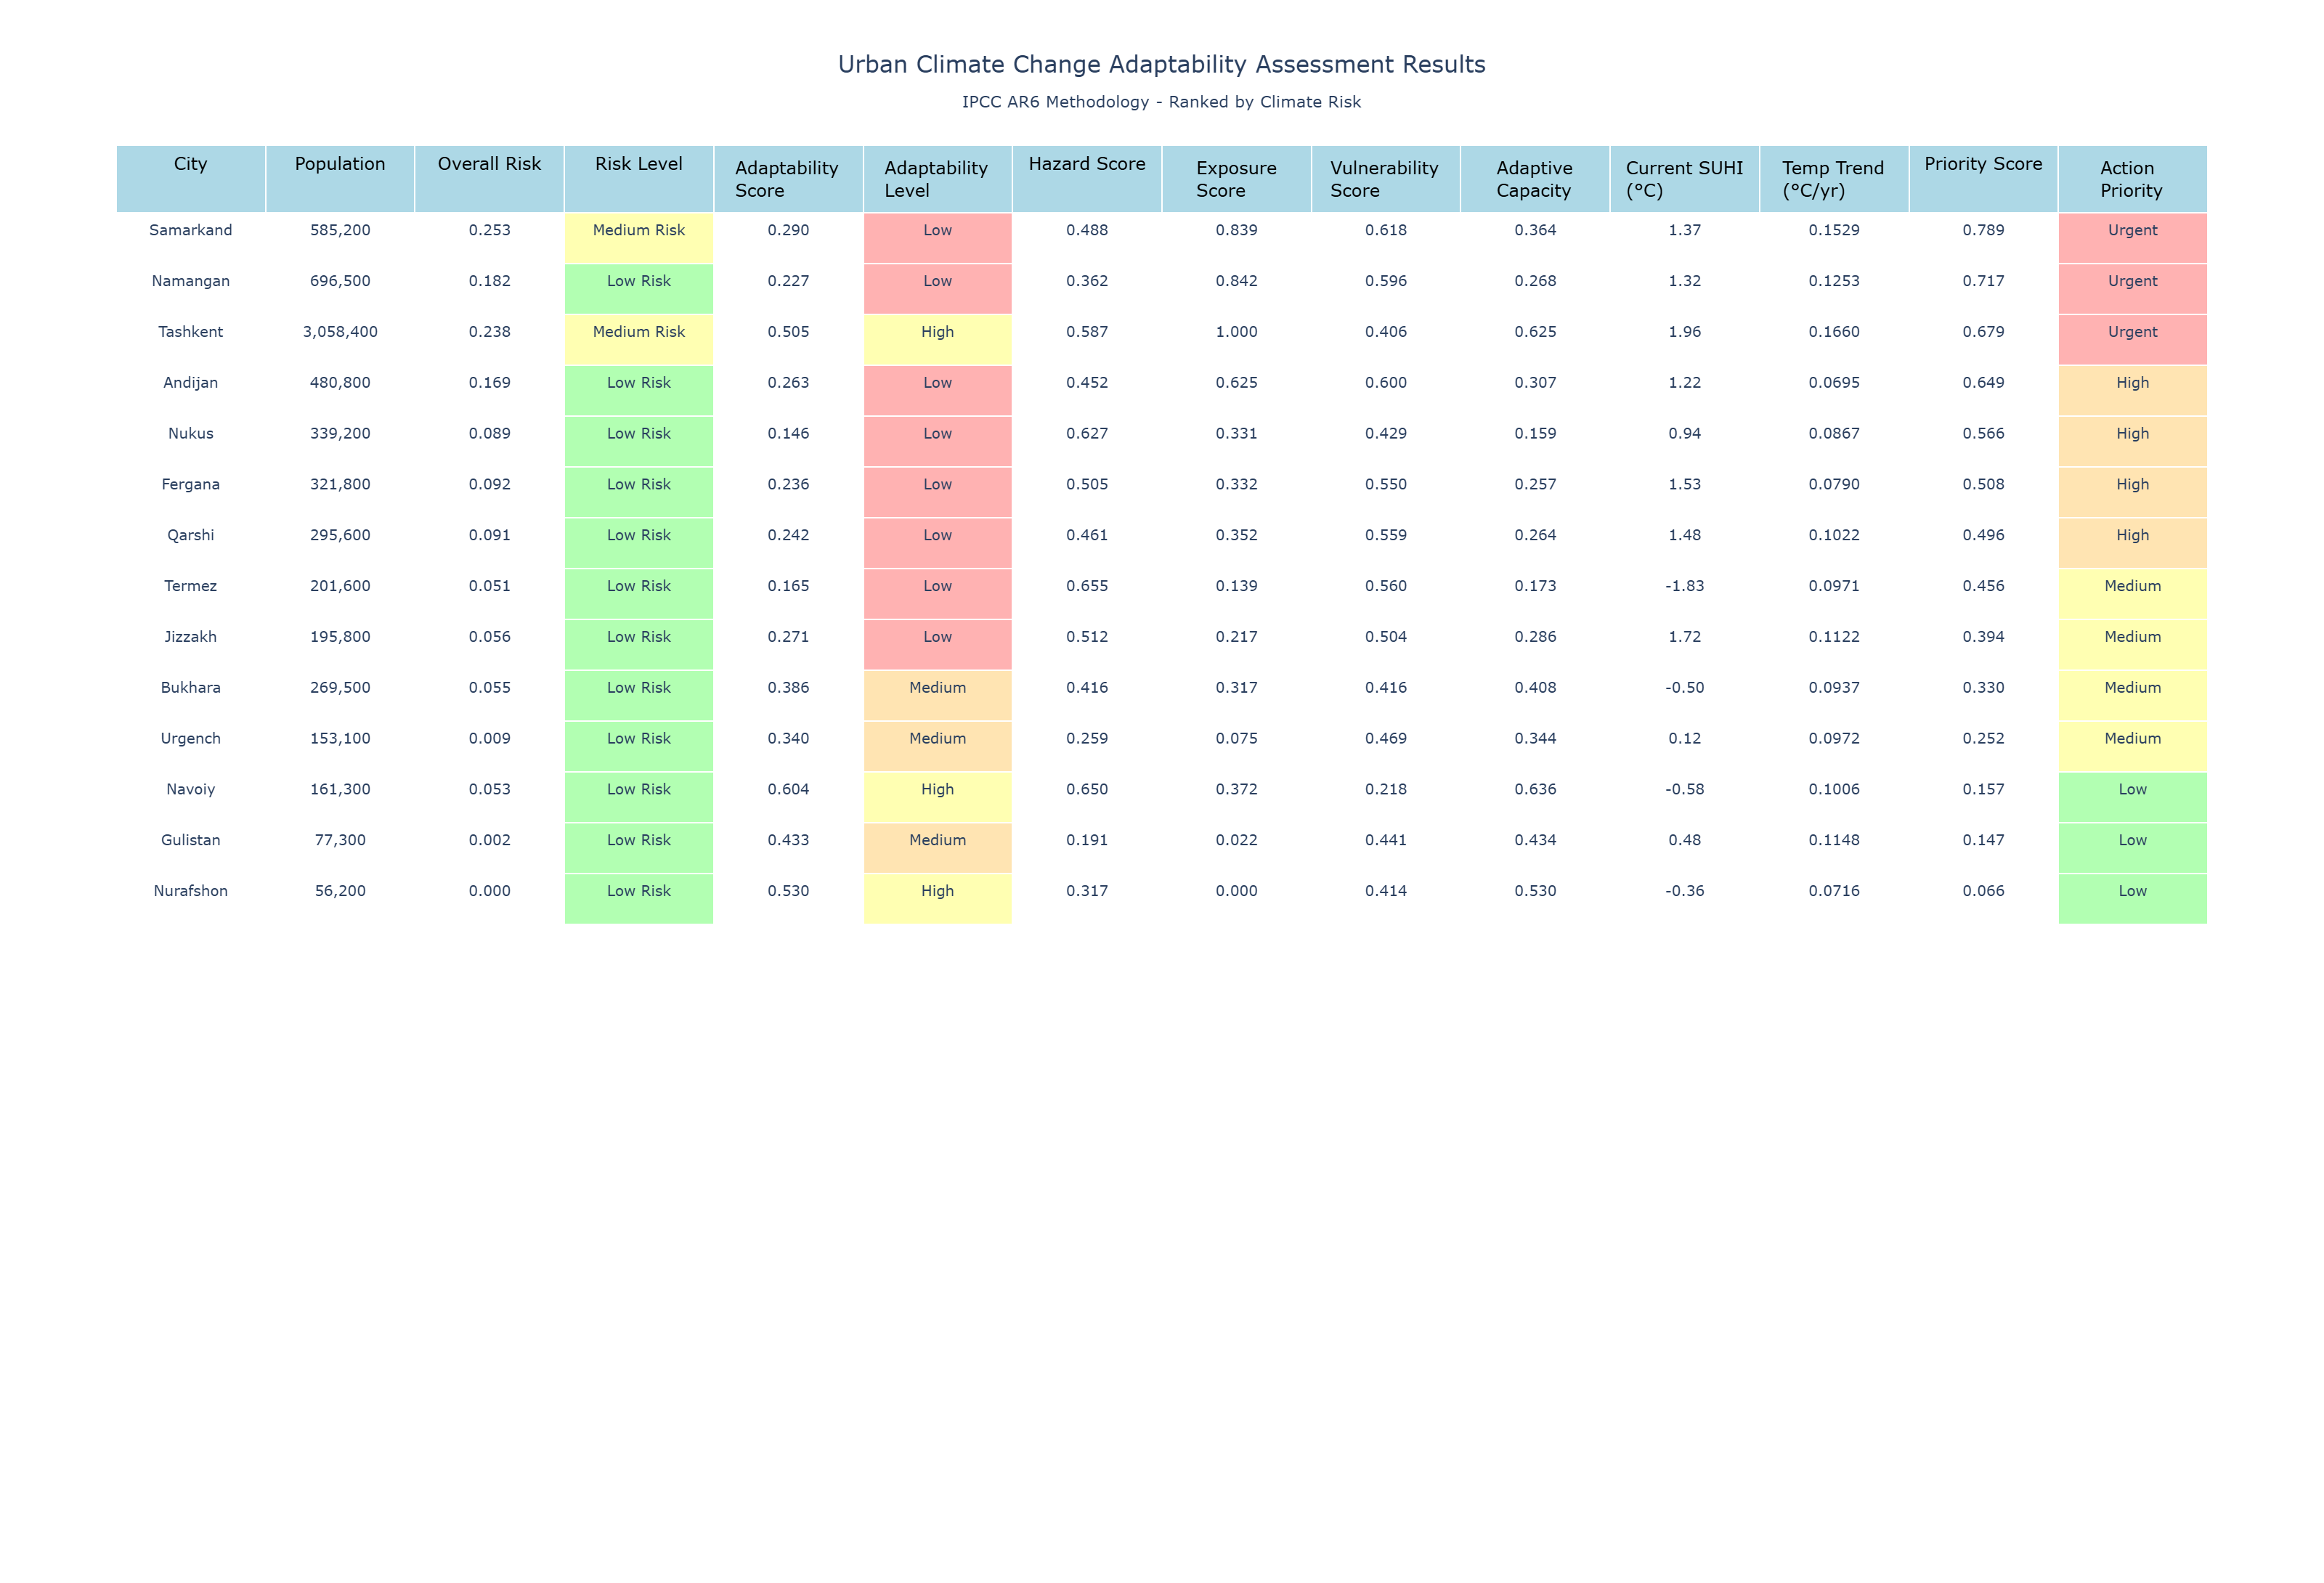 Urban Climate Change Adaptability Assessment Results
IPCC AR6 Methodology - Ranked by Climate Risk
City Population Overall Risk Risk Level Adaptability Score Adaptability Level Hazard Score Exposure Score Vulnerability Score Adaptive Capacity Current SUHI (°C) Temp Trend (°C/yr) Priority Score Action Priority
Samarkand 585,200 0.253 Medium Risk 0.290 Low 0.488 0.839 0.618 0.364 1.37 0.1529 0.789 Urgent
Namangan 696,500 0.182 Low Risk 0.227 Low 0.362 0.842 0.596 0.268 1.32 0.1253 0.717 Urgent
Tashkent 3,058,400 0.238 Medium Risk 0.505 High 0.587 1.000 0.406 0.625 1.96 0.1660 0.679 Urgent
Andijan 480,800 0.169 Low Risk 0.263 Low 0.452 0.625 0.600 0.307 1.22 0.0695 0.649 High
Nukus 339,200 0.089 Low Risk 0.146 Low 0.627 0.331 0.429 0.159 0.94 0.0867 0.566 High
Fergana 321,800 0.092 Low Risk 0.236 Low 0.505 0.332 0.550 0.257 1.53 0.0790 0.508 High
Qarshi 295,600 0.091 Low Risk 0.242 Low 0.461 0.352 0.559 0.264 1.48 0.1022 0.496 High
Termez 201,600 0.051 Low Risk 0.165 Low 0.655 0.139 0.560 0.173 -1.83 0.0971 0.456 Medium
Jizzakh 195,800 0.056 Low Risk 0.271 Low 0.512 0.217 0.504 0.286 1.72 0.1122 0.394 Medium
Bukhara 269,500 0.055 Low Risk 0.386 Medium 0.416 0.317 0.416 0.408 -0.50 0.0937 0.330 Medium
Urgench 153,100 0.009 Low Risk 0.340 Medium 0.259 0.075 0.469 0.344 0.12 0.0972 0.252 Medium
Navoiy 161,300 0.053 Low Risk 0.604 High 0.650 0.372 0.218 0.636 -0.58 0.1006 0.157 Low
Gulistan 77,300 0.002 Low Risk 0.433 Medium 0.191 0.022 0.441 0.434 0.48 0.1148 0.147 Low
Nurafshon 56,200 0.000 Low Risk 0.530 High 0.317 0.000 0.414 0.530 -0.36 0.0716 0.066 Low